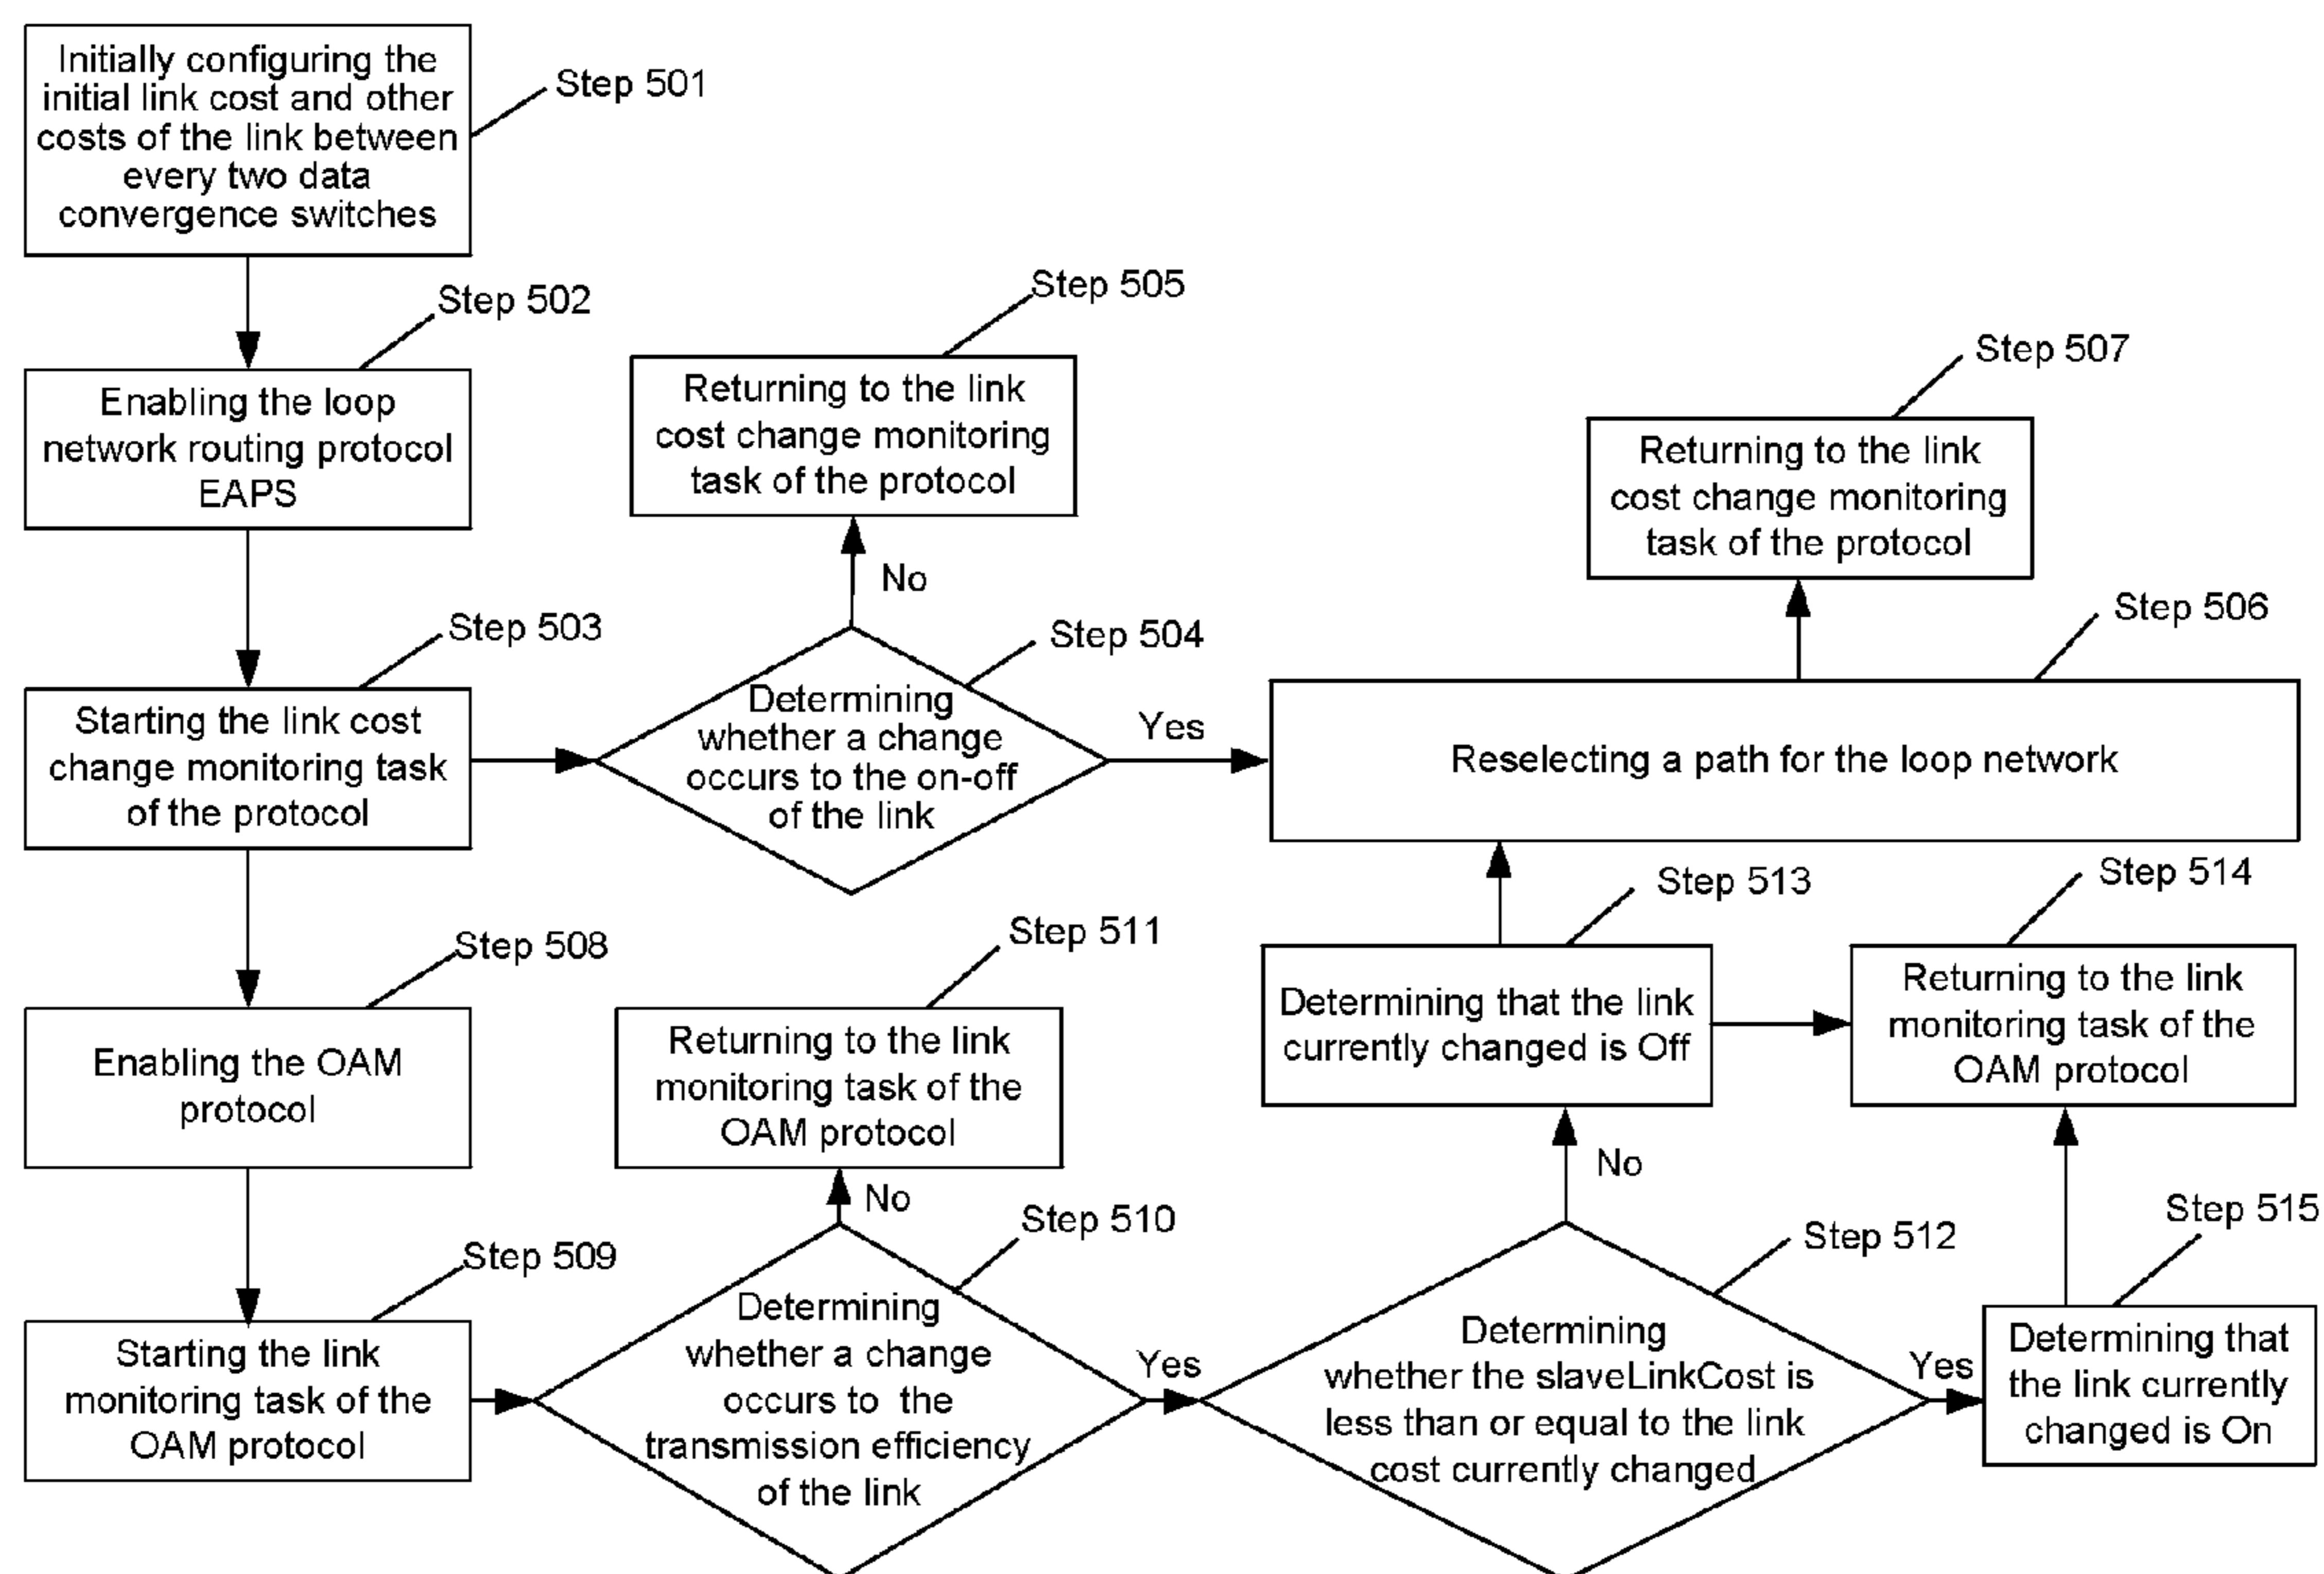 Initially configuring the
initial link cost and other
costs of the link between
every two data
convergence switches
Step 501
Step 502
Enabling the loop
network routing protocol
EAPS
Step 503
Starting the link cost
change monitoring task
of the protocol
Step 504
Determining
whether a change
occurs to the on-off
of the link
No
Step 505
Returning to the link
cost change monitoring
task of the protocol
Yes
Step 506
Reselecting a path for the loop network
Step 507
Returning to the link
cost change monitoring
task of the protocol
Step 508
Enabling the OAM
protocol
Step 509
Starting the link
monitoring task of the
OAM protocol
Step 510
Determining
whether a change
occurs to the
transmission efficiency
of the link
No
Step 511
Returning to the link
monitoring task of the
OAM protocol
Yes
Step 512
Determining
whether the slaveLinkCost is
less than or equal to the link
cost currently changed
No
Step 513
Determining that the link
currently changed is Off
Step 514
Returning to the link
monitoring task of the
OAM protocol
Yes
Step 515
Determining that
the link currently
changed is On